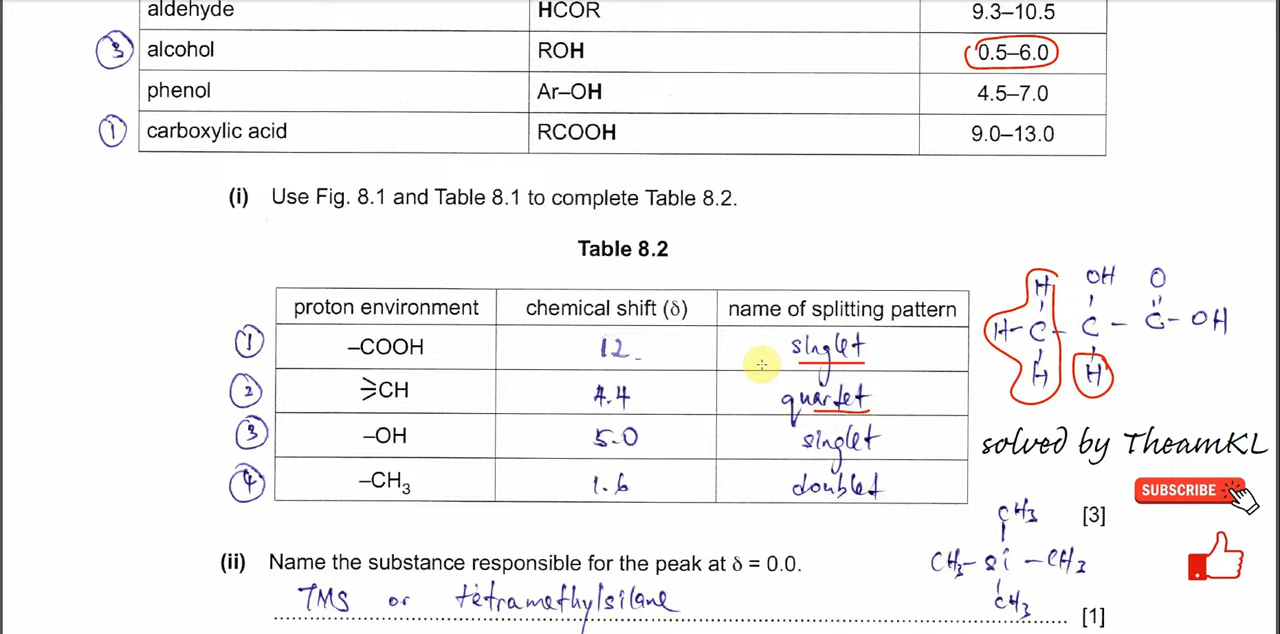 aldehyde HCOR 9.3–10.5
③ alcohol ROH 0.5–6.0
phenol Ar–OH 4.5–7.0
① carboxylic acid RCOOH 9.0–13.0
(i) Use Fig. 8.1 and Table 8.1 to complete Table 8.2.
Table 8.2
proton environment chemical shift (δ) name of splitting pattern
① –COOH 12 singlet
② ⩾CH 4.4 quartet
③ –OH 5.0 singlet
④ –CH₃ 1.6 doublet
H OH O
H – C – C – C – OH
H H
solved by TheamKL
SUBSCRIBE
[3]
(ii) Name the substance responsible for the peak at δ = 0.0.
CH₃
CH₃ – Si – CH₃
CH₃
TMS or tetramethylsilane
[1]